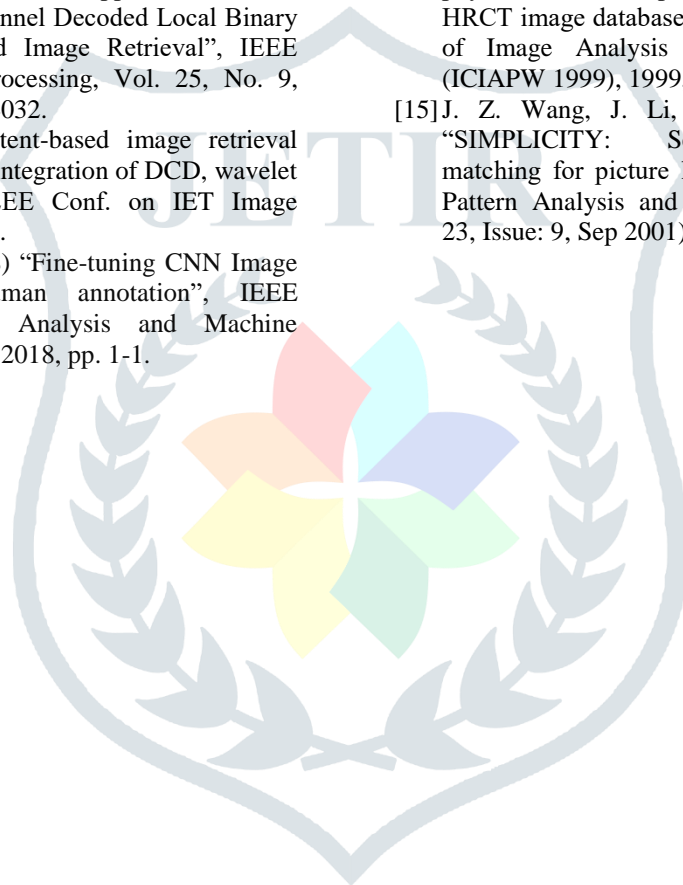 nnel Decoded Local Binary
d Image Retrieval”, IEEE
rocessing, Vol. 25, No. 9,
032.
tent-based image retrieval
ntegration of DCD, wavelet
EE Conf. on IET Image
.
) “Fine-tuning CNN Image
man annotation”, IEEE
Analysis and Machine
2018, pp. 1-1.
HRCT image database
of Image Analysis
(ICIAPW 1999), 1999
[15] J. Z. Wang, J. Li,
“SIMPLICITY: S
matching for picture
Pattern Analysis and
23, Issue: 9, Sep 2001)
JETIR